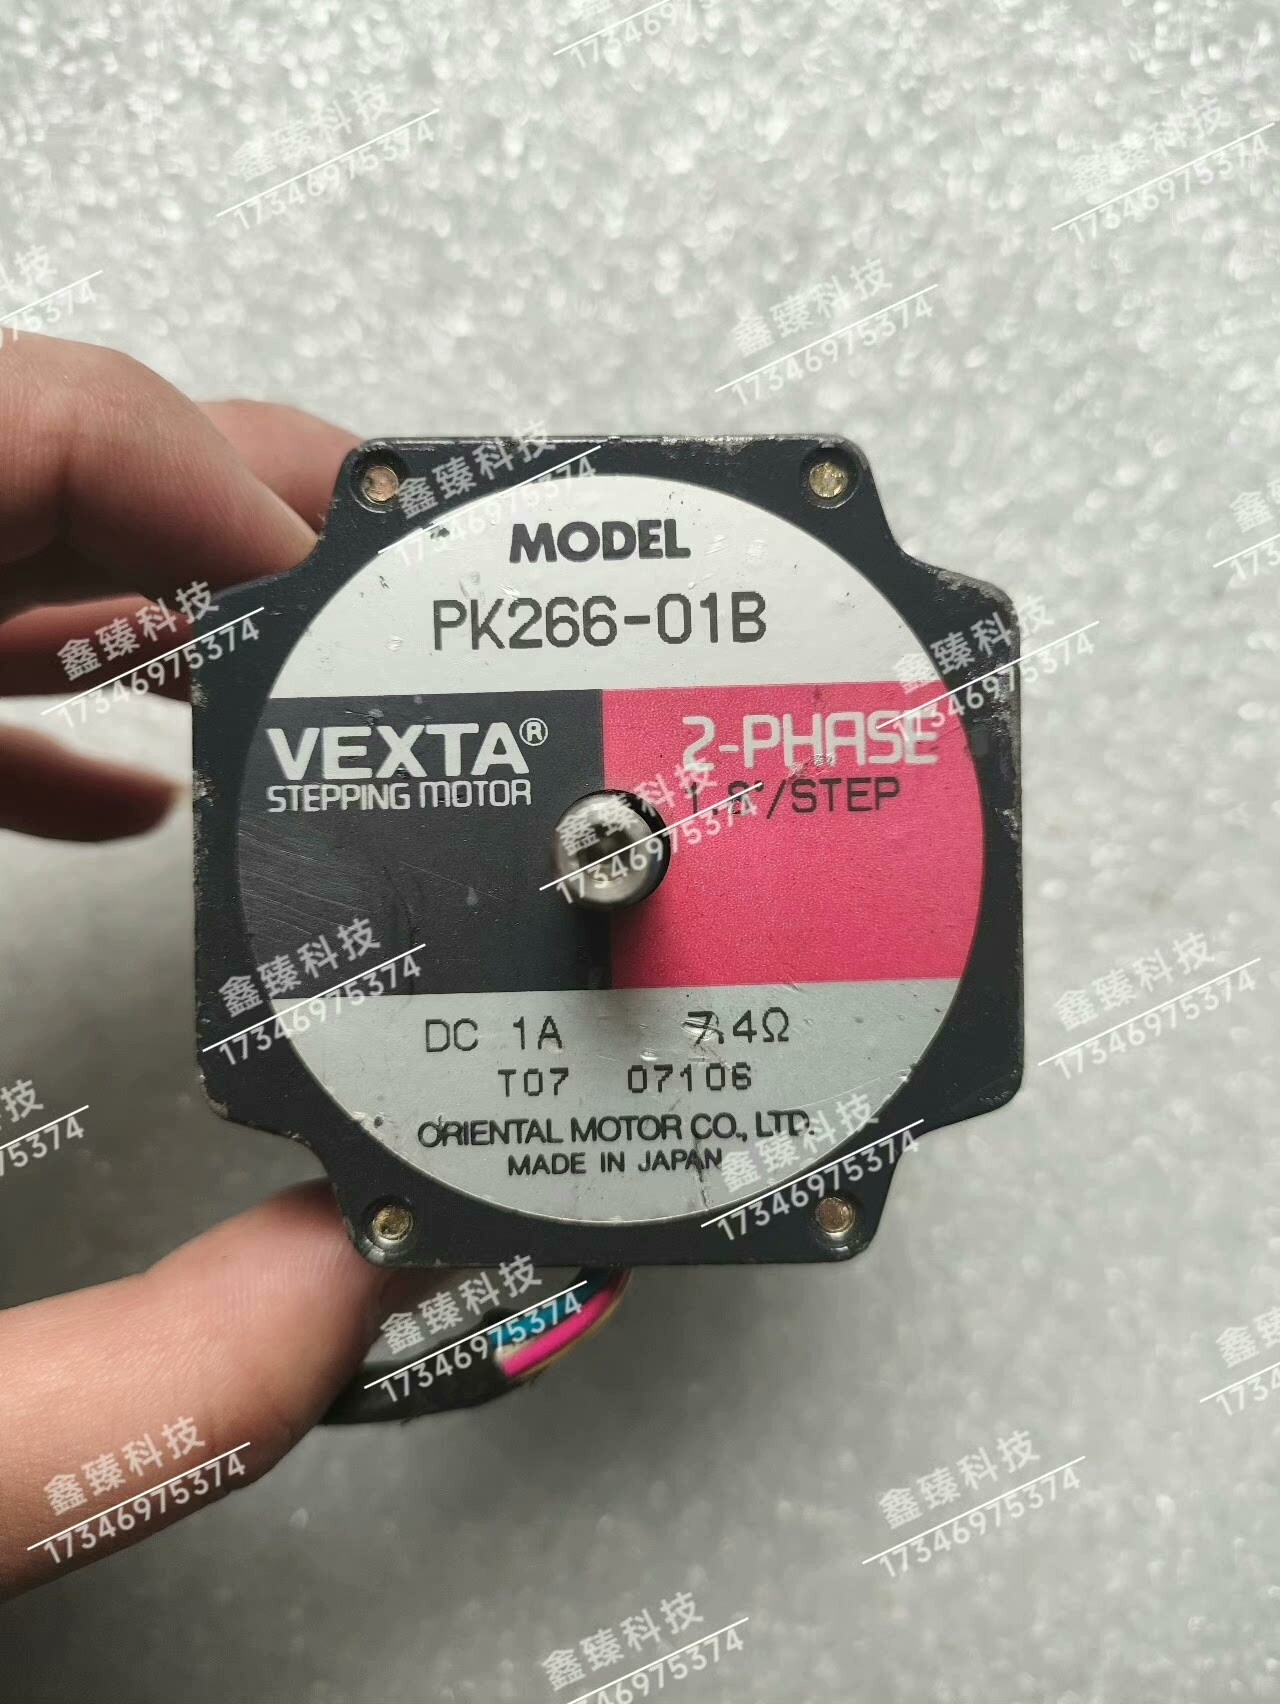 鑫臻科技
17346975374
MODEL
PK266-01B
VEXTA®
STEPPING MOTOR
2-PHASE
1.8°/STEP
DC 1A 7.4Ω
T07 07106
ORIENTAL MOTOR CO., LTD.
MADE IN JAPAN